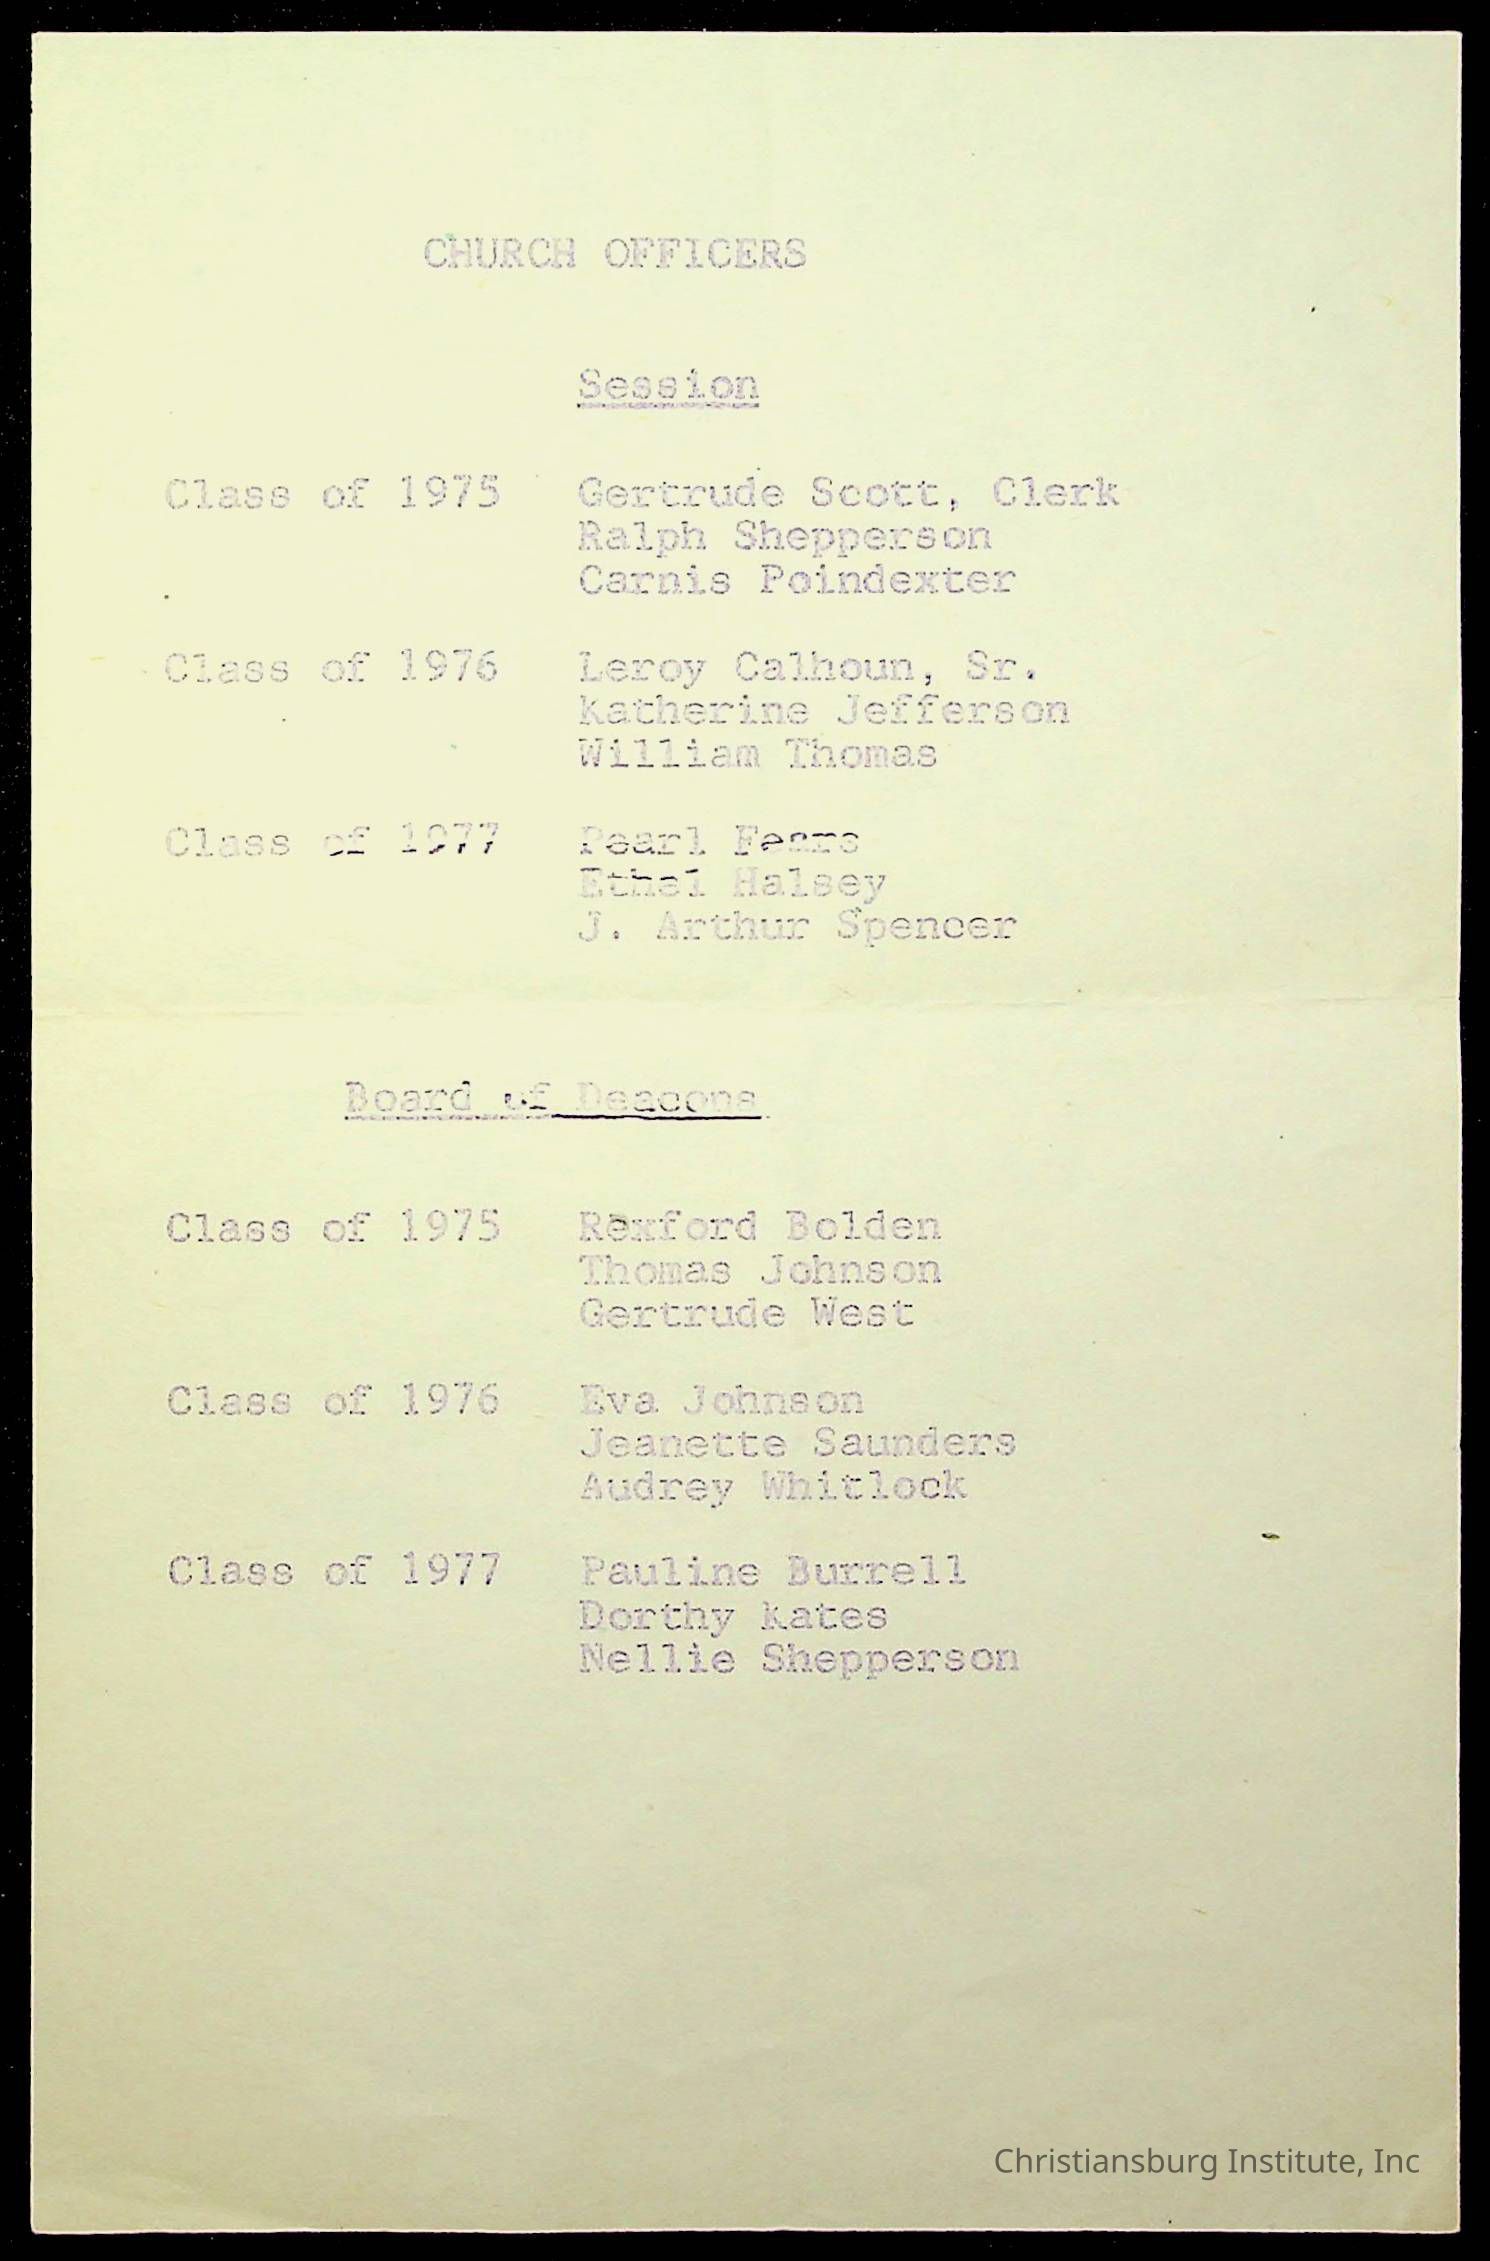 CHURCH OFFICERS
Session
Class of 1975 Gertrude Scott, Clerk
Ralph Shepperson
Carnis Poindexter
Class of 1976 Leroy Calhoun, Sr.
Katherine Jefferson
William Thomas
Class of 1977 Pearl Fears
Ethel Halsey
J. Arthur Spencer
Board of Deacons
Class of 1975 Rexford Bolden
Thomas Johnson
Gertrude West
Class of 1976 Eva Johnson
Jeanette Saunders
Audrey Whitlock
Class of 1977 Pauline Burrell
Dorthy Kates
Nellie Shepperson
Christiansburg Institute, Inc